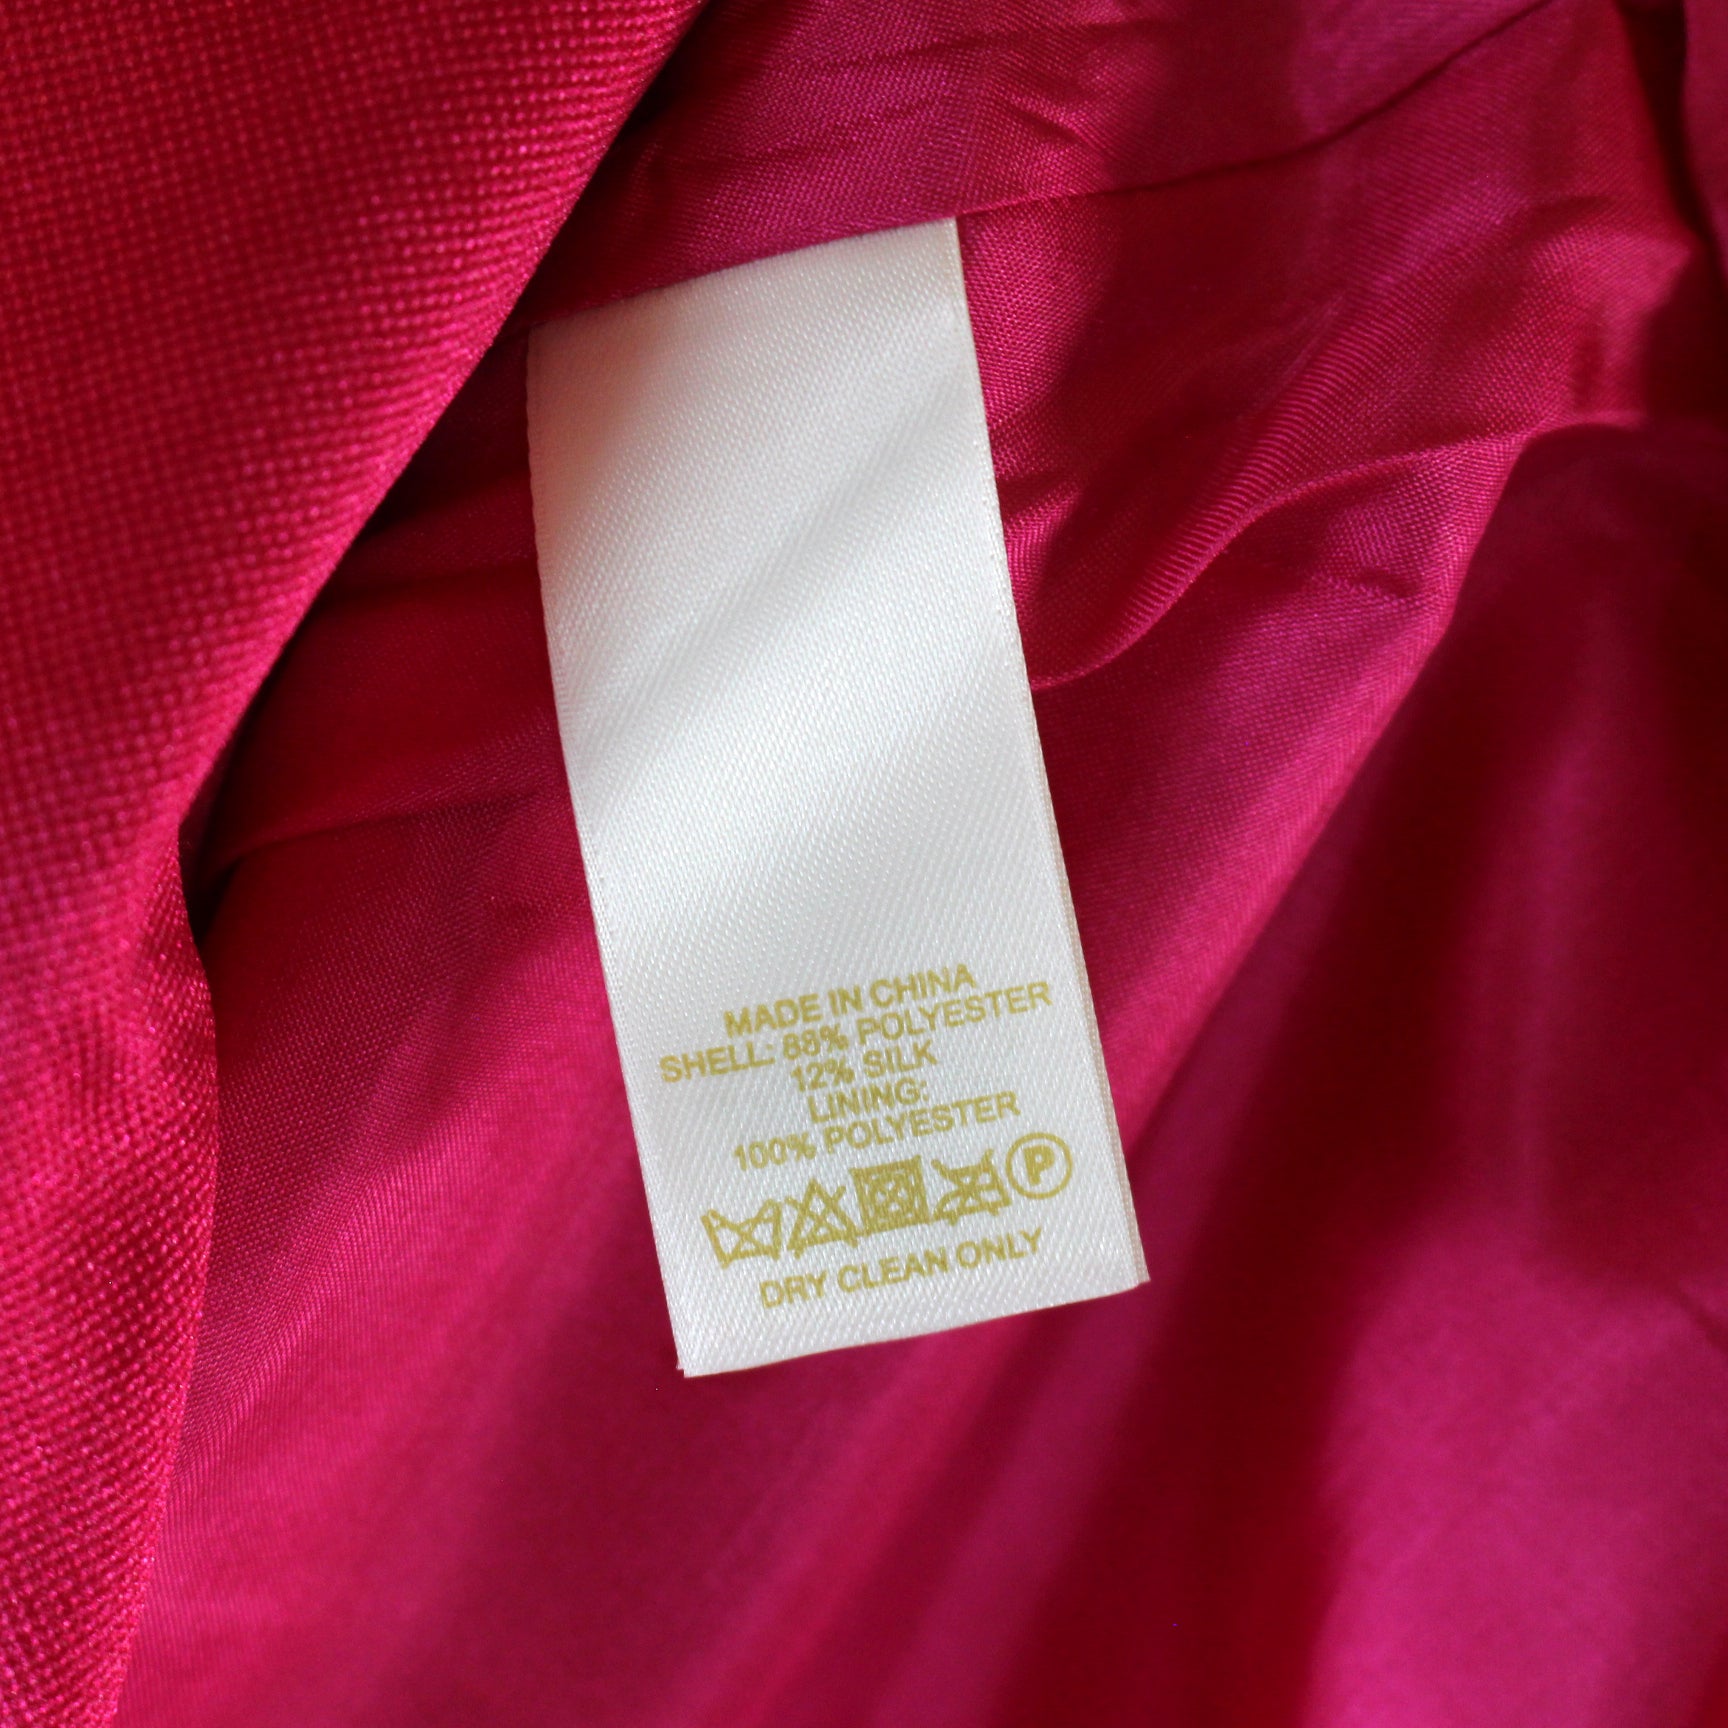 MADE IN CHINA
SHELL: 88% POLYESTER
12% SILK
LINING:
100% POLYESTER
P
DRY CLEAN ONLY